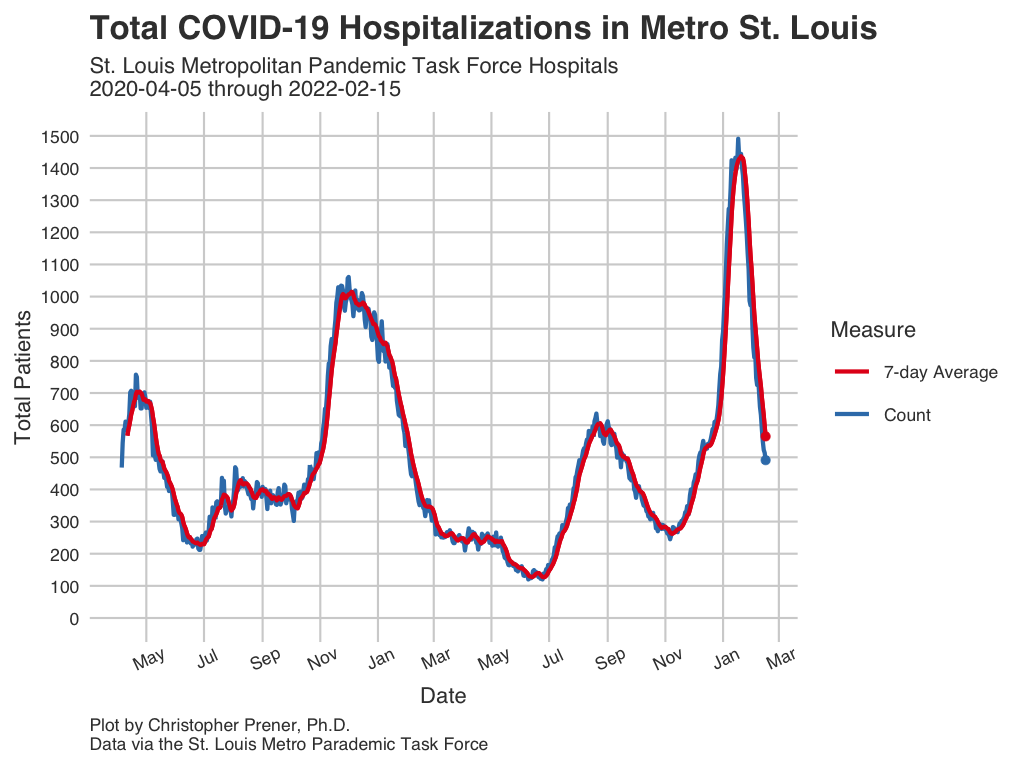 Total COVID-19 Hospitalizations in Metro St. Louis
St. Louis Metropolitan Pandemic Task Force Hospitals
2020-04-05 through 2022-02-15
1500
1400
1300
1200
1100
1000
900
800
700
600
500
400
300
200
100
0
Total Patients
May
Jul
Sep
Nov
Jan
Mar
May
Jul
Sep
Nov
Jan
Mar
Date
Measure
7-day Average
Count
Plot by Christopher Prener, Ph.D.
Data via the St. Louis Metro Parademic Task Force